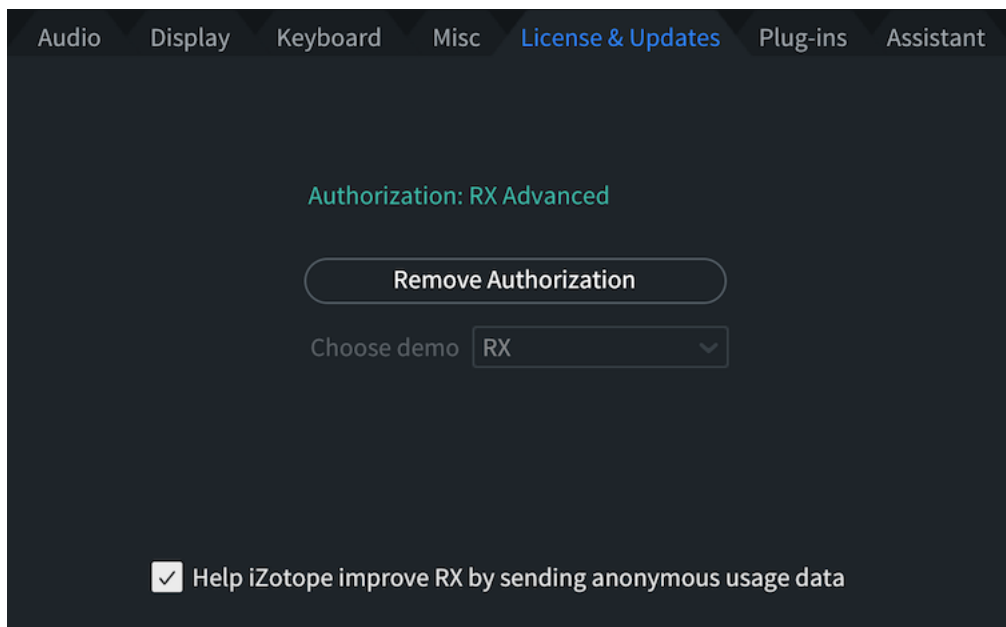 Audio Display Keyboard Misc License & Updates Plug-ins Assistant
Authorization: RX Advanced
Remove Authorization
Choose demo RX
Help iZotope improve RX by sending anonymous usage data